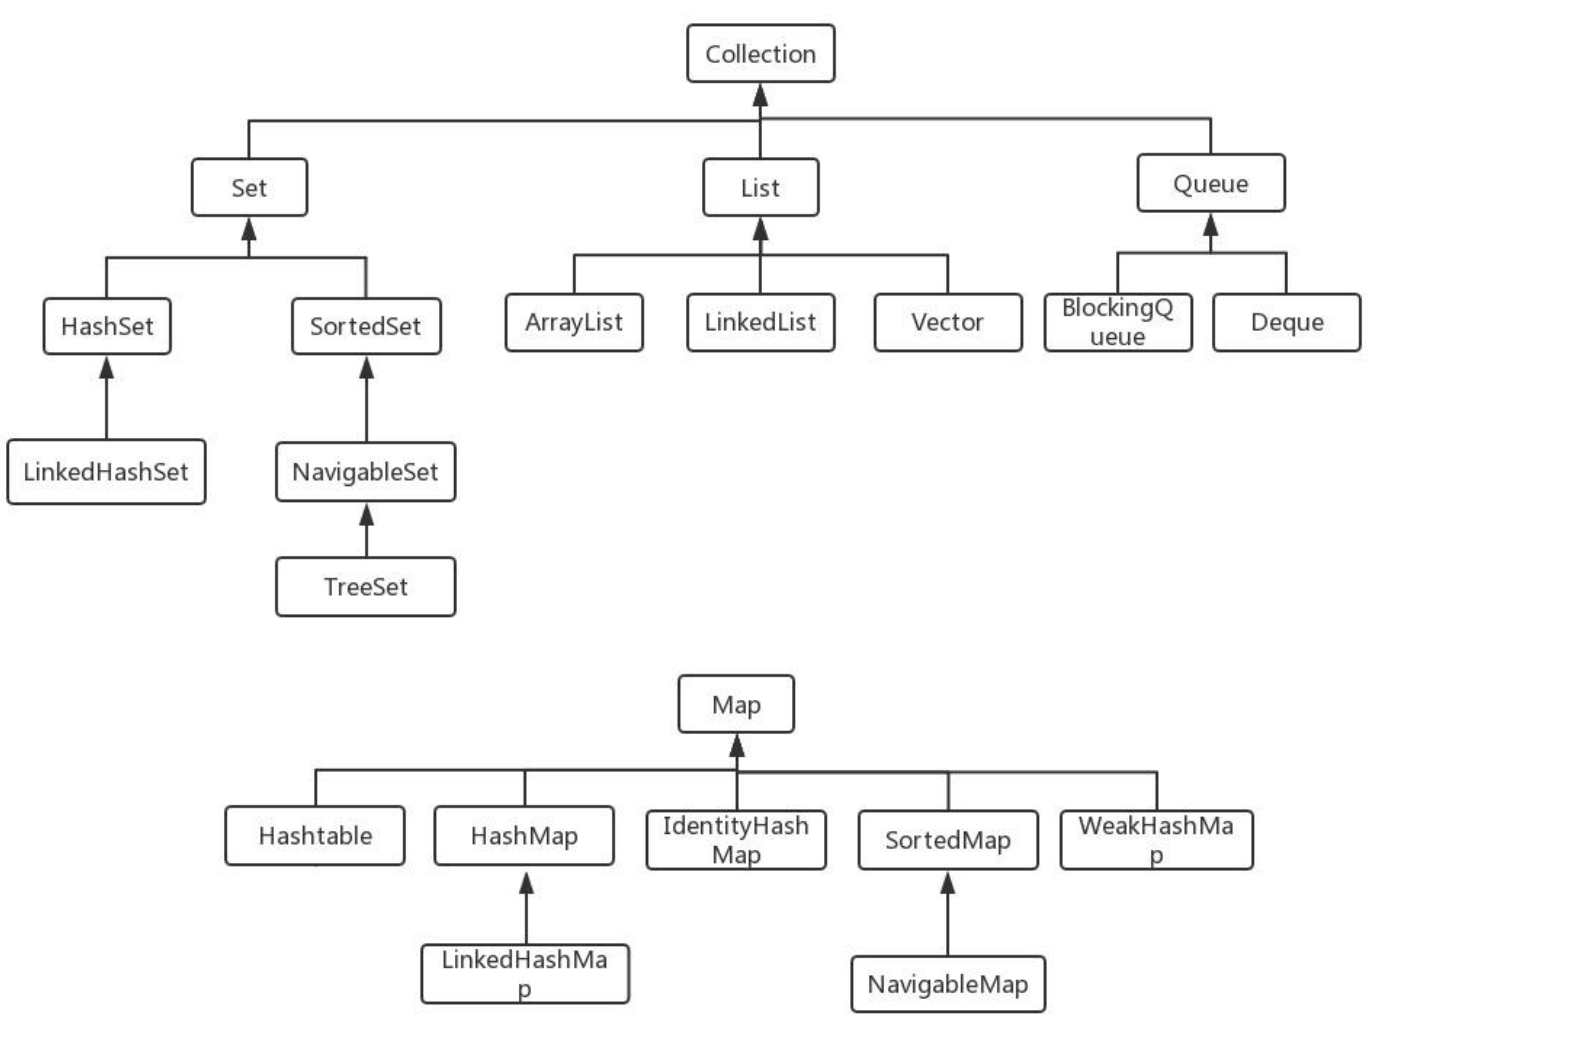 Collection
Set
List
Queue
HashSet
SortedSet
ArrayList
LinkedList
Vector
BlockingQ
ueue
Deque
LinkedHashSet
NavigableSet
TreeSet
Map
Hashtable
HashMap
IdentityHash
Map
SortedMap
WeakHashMa
p
LinkedHashMa
p
NavigableMap